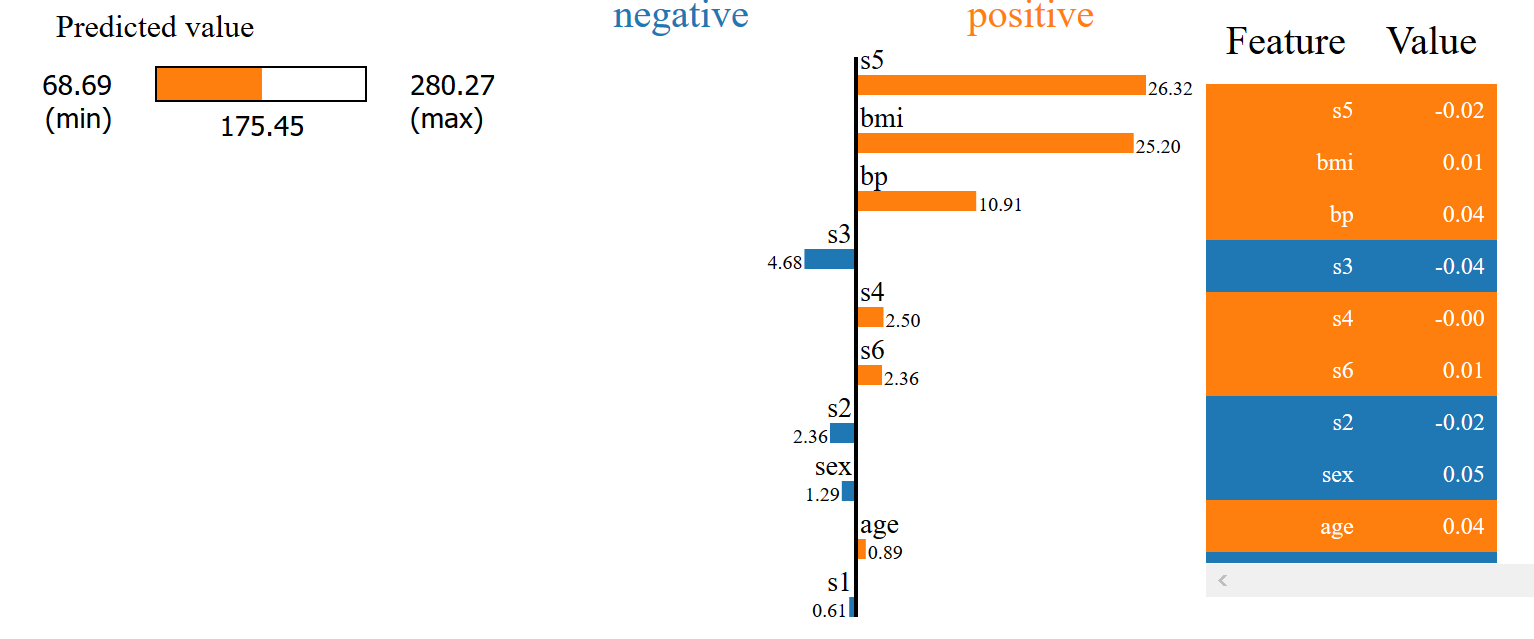 Predicted value
68.69
(min)
175.45
280.27
(max)
negative
positive
s5
26.32
bmi
25.20
bp
10.91
s3
4.68
s4
2.50
s6
2.36
s2
2.36
sex
1.29
age
0.89
s1
0.61
Feature Value
s5 -0.02
bmi 0.01
bp 0.04
s3 -0.04
s4 -0.00
s6 0.01
s2 -0.02
sex 0.05
age 0.04